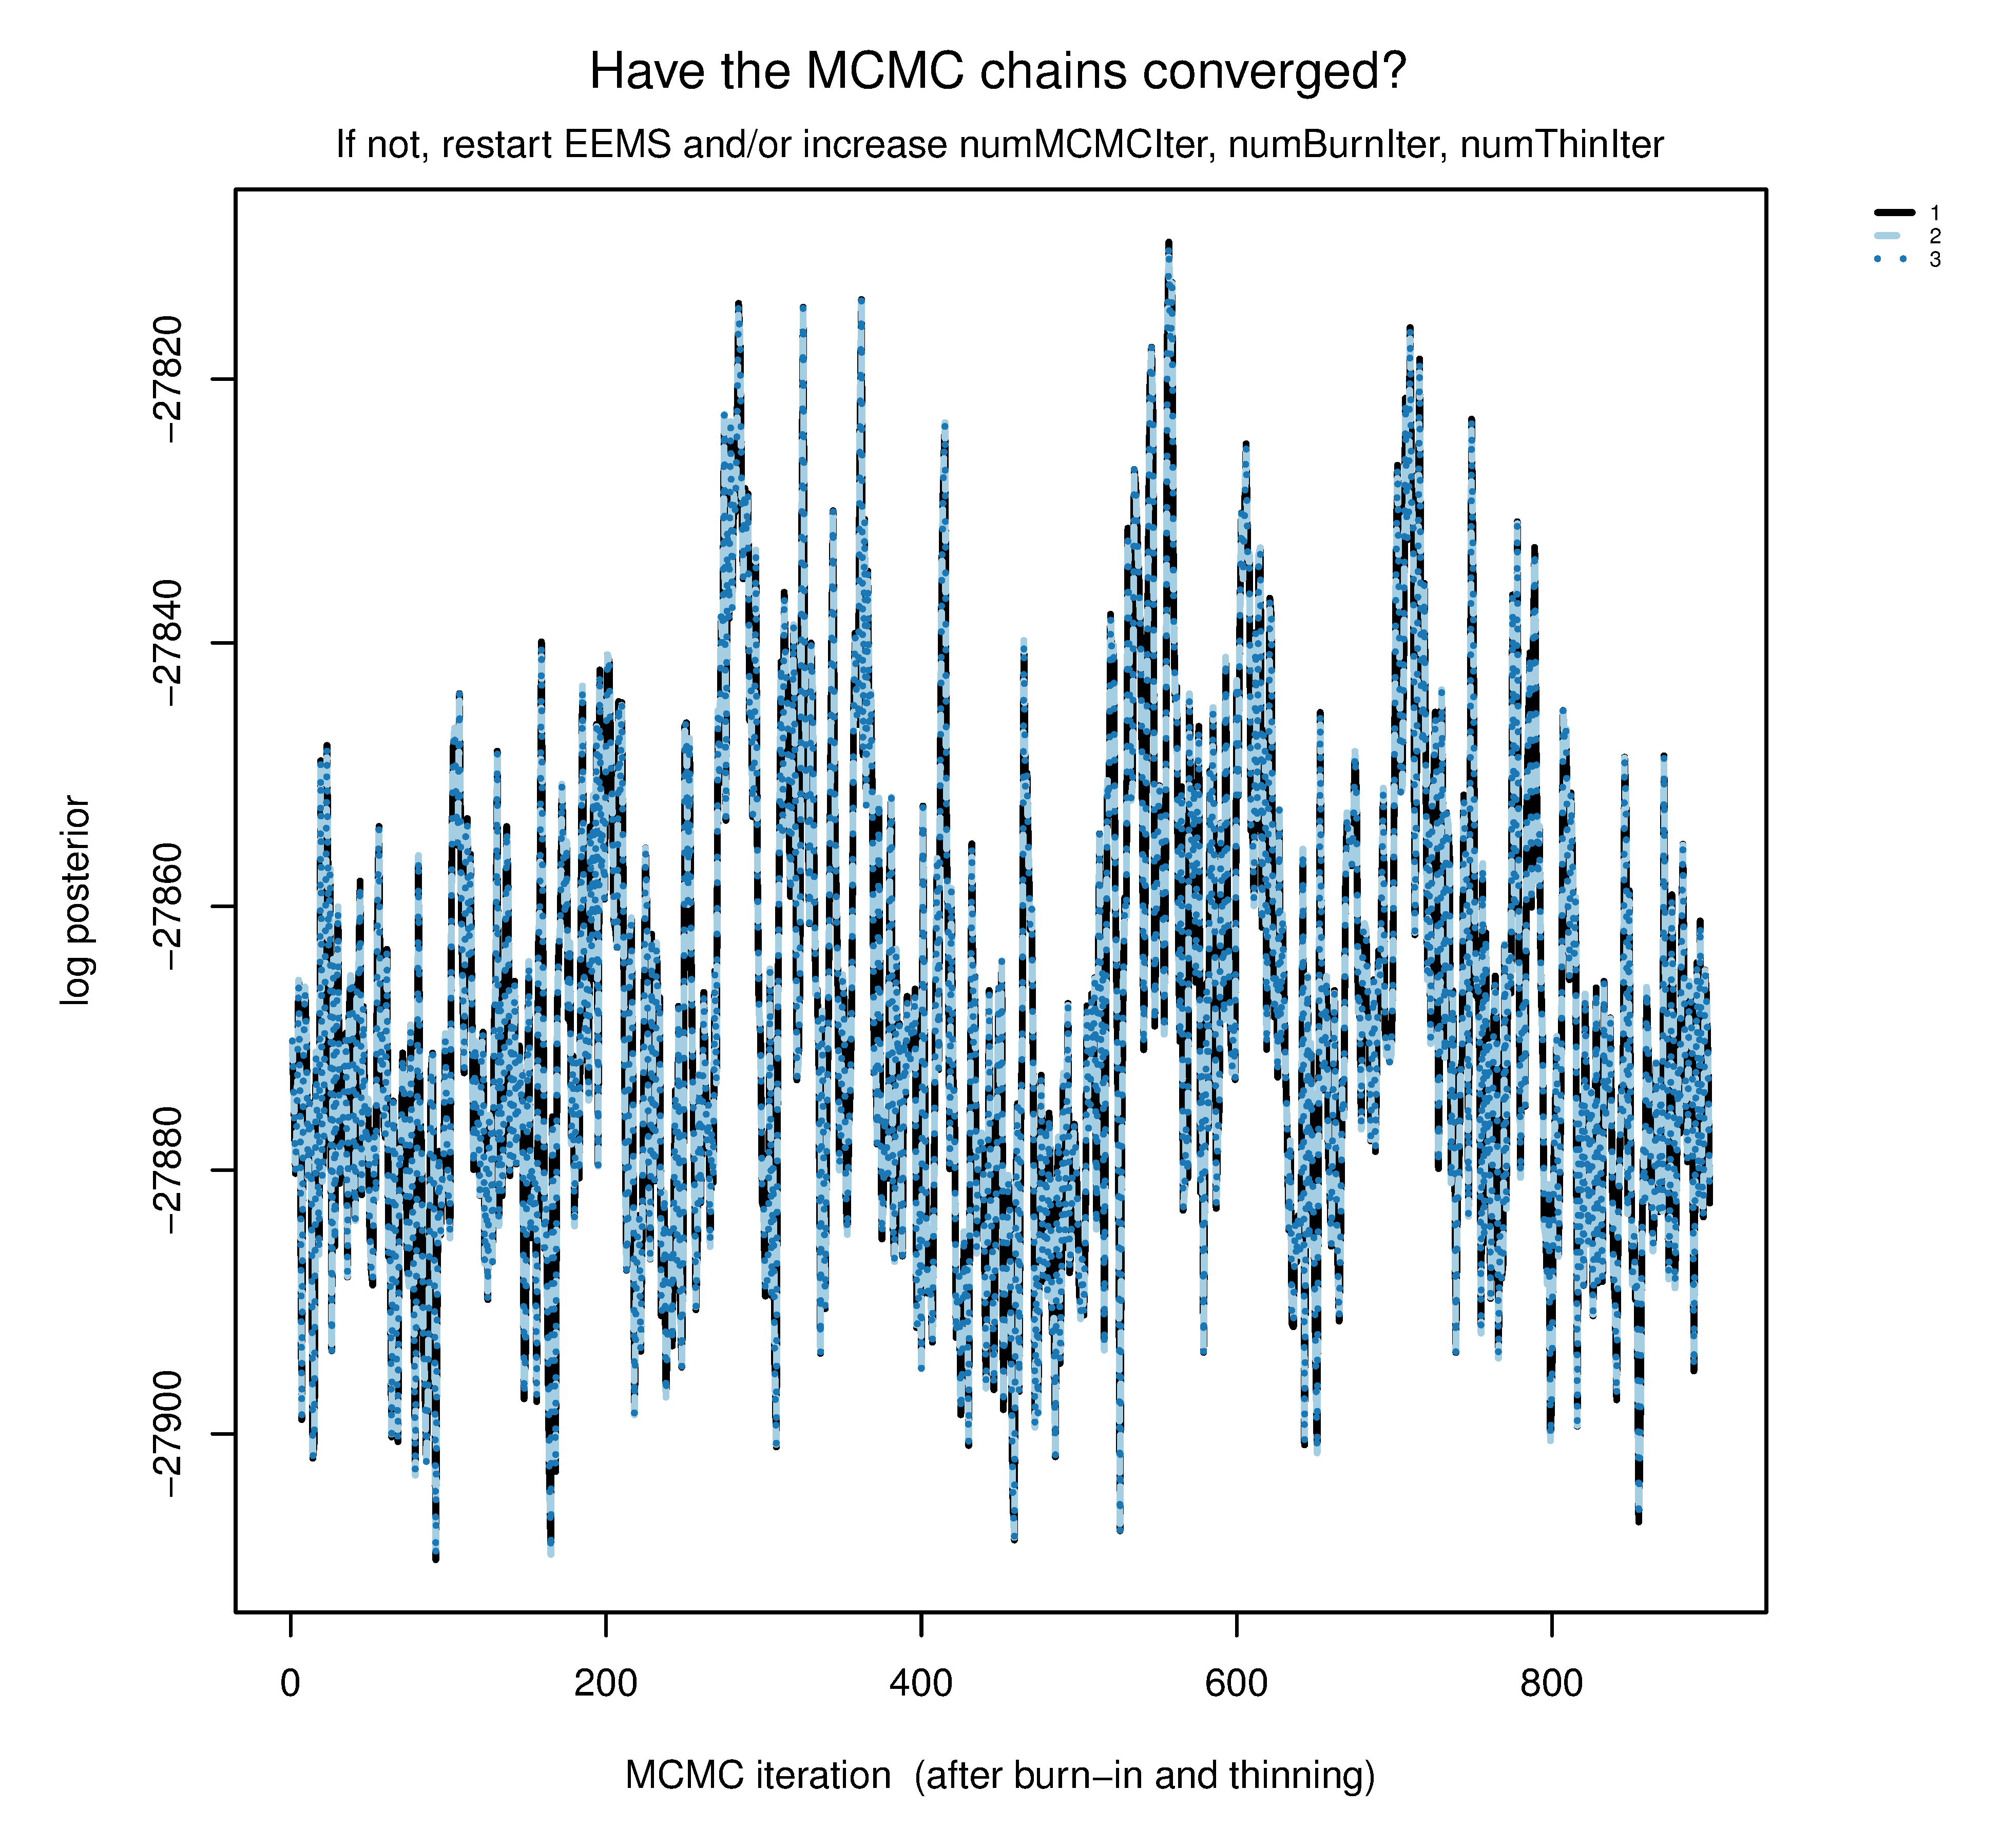 Have the MCMC chains converged?
If not, restart EEMS and/or increase numMCMCIter, numBurnIter, numThinIter
1
2
3
−27820
−27840
−27860
−27880
−27900
log posterior
0 200 400 600 800
MCMC iteration (after burn−in and thinning)